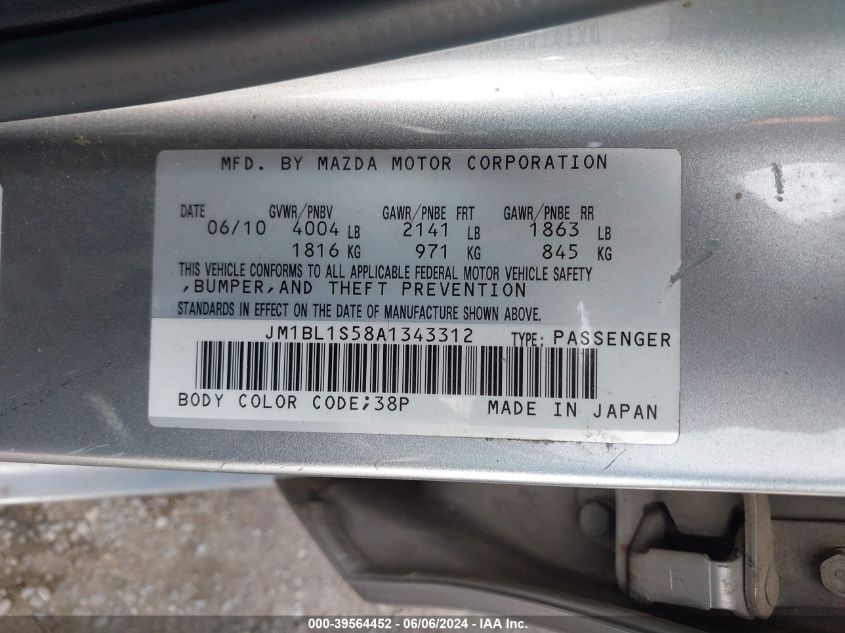 MFD. BY MAZDA MOTOR CORPORATION
DATE GVWR/PNBV GAWR/PNBE FRT GAWR/PNBE RR
06/10 4004 LB 2141 LB 1863 LB
1816 KG 971 KG 845 KG
THIS VEHICLE CONFORMS TO ALL APPLICABLE FEDERAL MOTOR VEHICLE SAFETY
,BUMPER,AND THEFT PREVENTION
STANDARDS IN EFFECT ON THE DATE OF MANUFACTURE SHOWN ABOVE.
JM1BL1S58A1343312 TYPE: PASSENGER
BODY COLOR CODE;38P MADE IN JAPAN
R
000-39564452 - 06/06/2024 - IAA Inc.